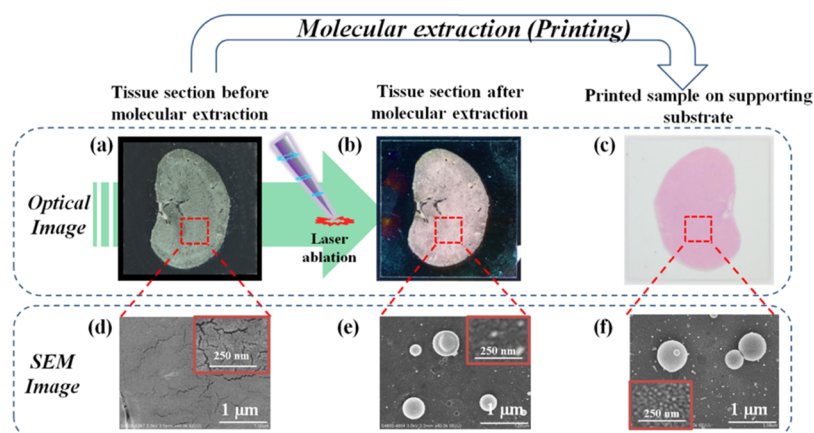 Molecular extraction (Printing)
Tissue section before
molecular extraction
Tissue section after
molecular extraction
Printed sample on supporting
substrate
(a)
(b)
(c)
Optical
Image
Laser
ablation
(d)
(e)
(f)
SEM
Image
250 nm
1 μm
250 nm
1 μm
250 nm
1 μm